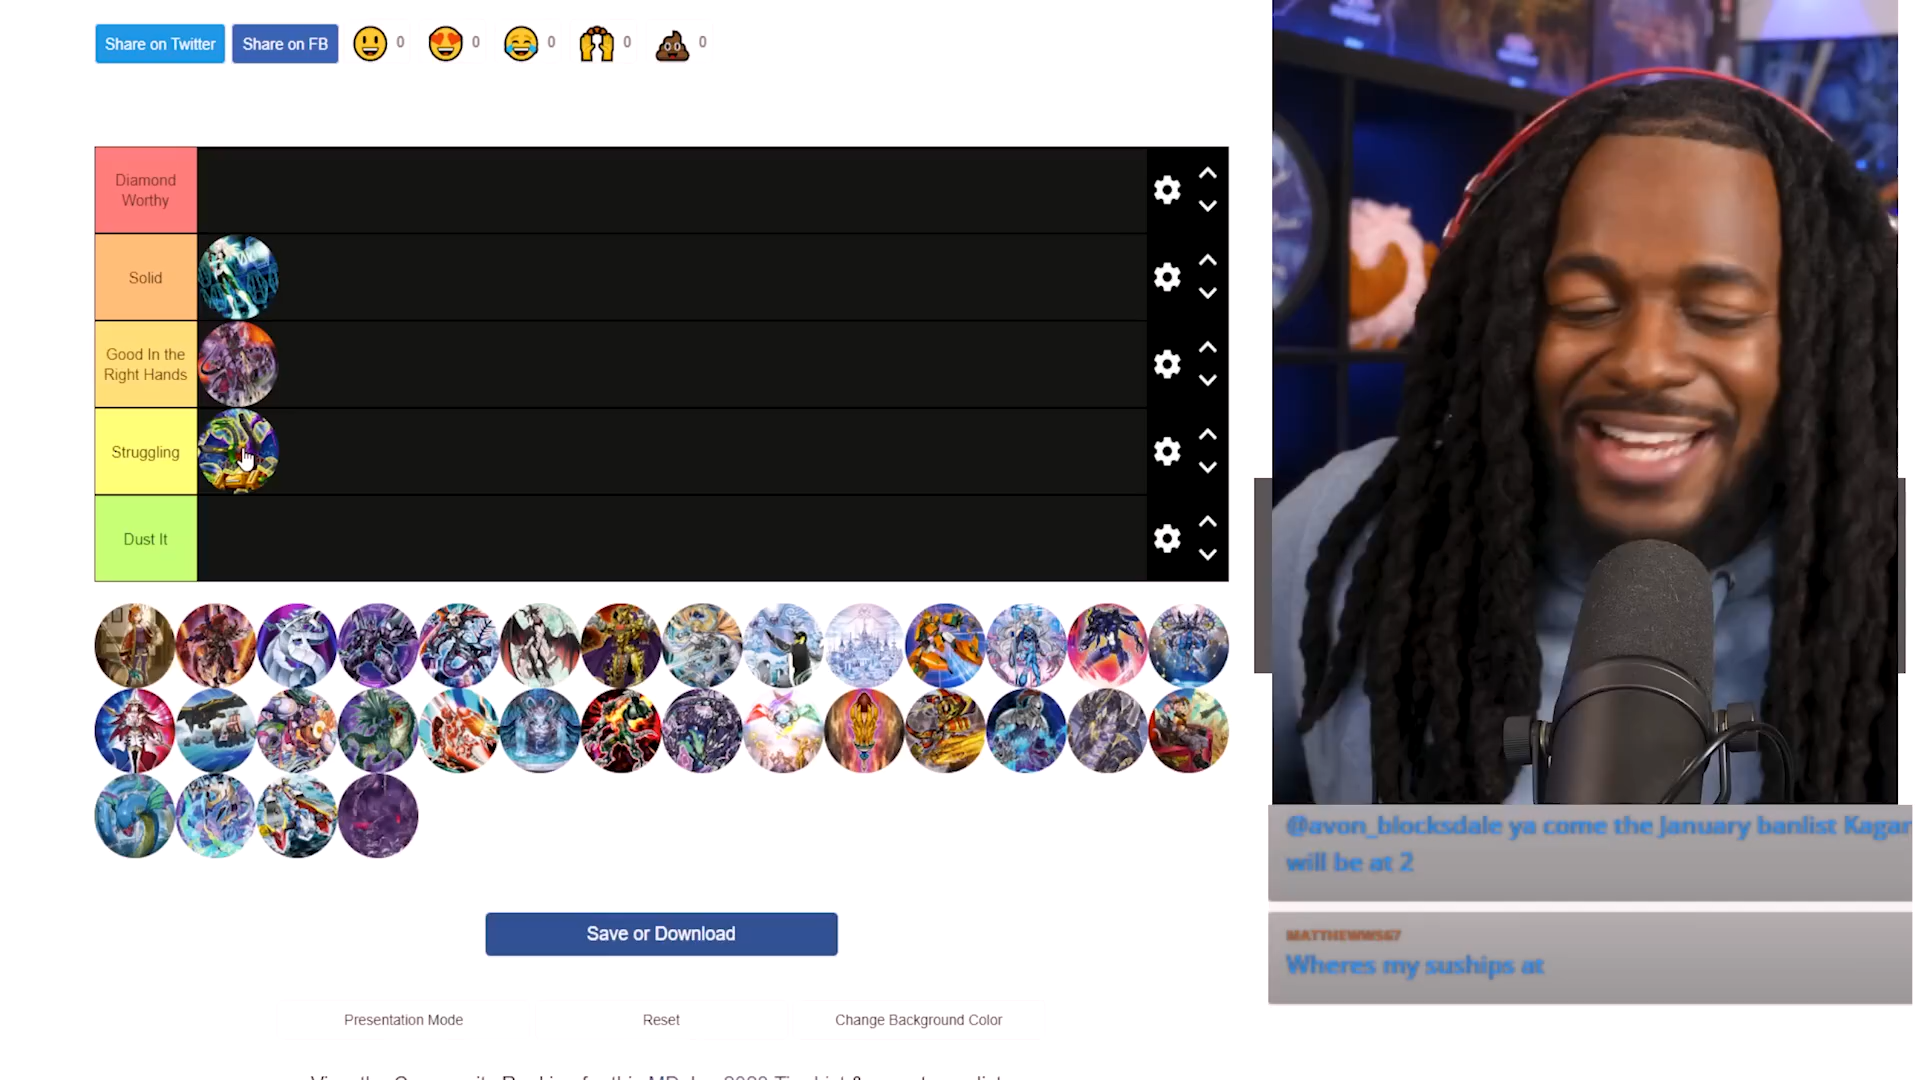 Share on Twitter
Share on FB
0
0
0
0
0
Diamond
Worthy
Solid
Good In the
Right Hands
Struggling
Dust It
@avon_blocksdale ya come the January banlist Kagar
will be at 2
MATTHEWWS67
Wheres my suships at
Save or Download
Presentation Mode
Reset
Change Background Color